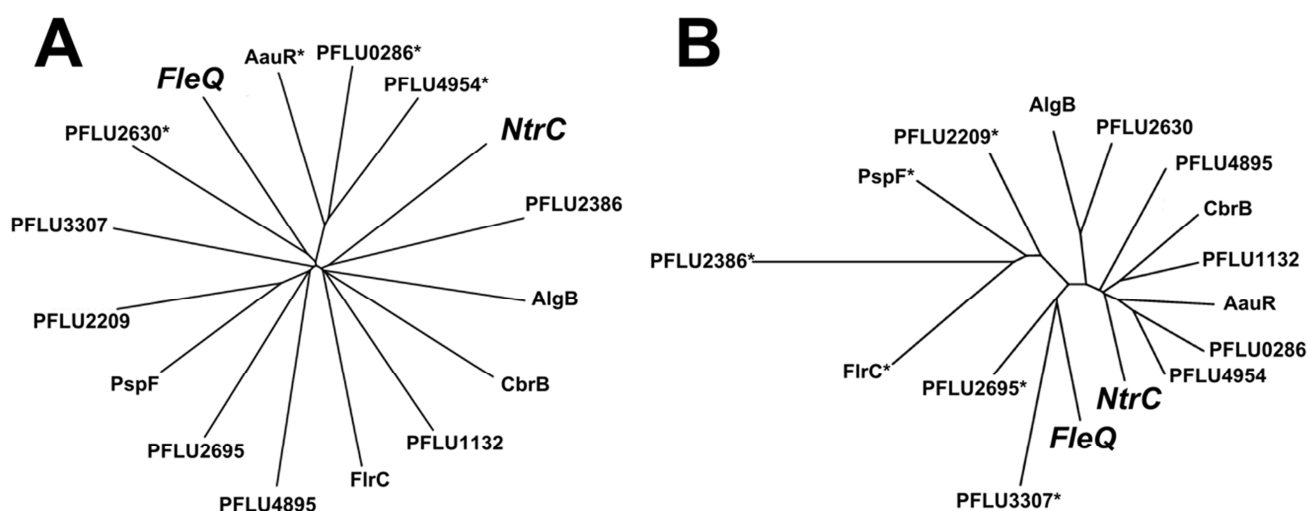 A
AauR*
PFLU0286*
FleQ
PFLU4954*
PFLU2630*
NtrC
PFLU2386
PFLU3307
AlgB
PFLU2209
PspF
CbrB
PFLU2695
PFLU1132
FlrC
PFLU4895
B
AlgB
PFLU2630
PFLU2209*
PFLU4895
PspF*
CbrB
PFLU2386*
PFLU1132
AauR
PFLU0286
FlrC*
PFLU4954
PFLU2695*
NtrC
FleQ
PFLU3307*